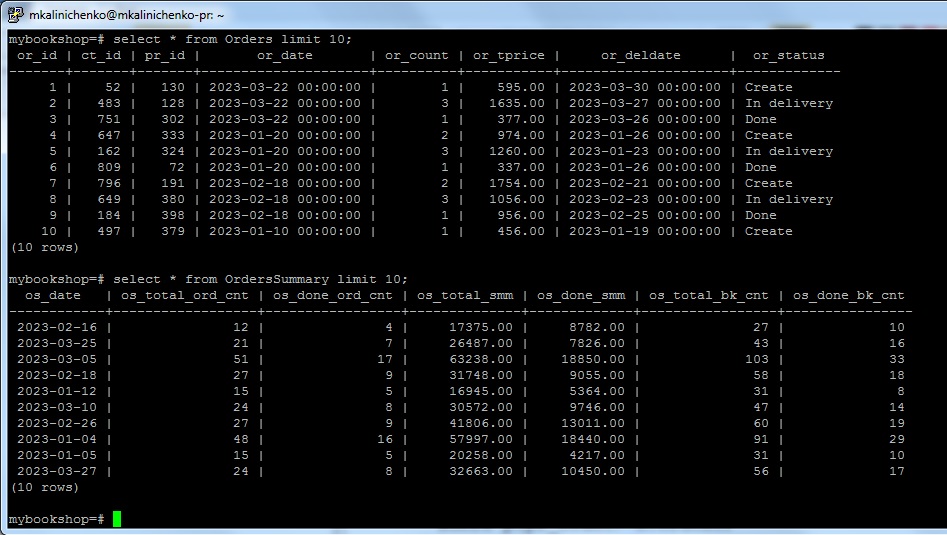 mkalinichenko@mkalinichenko-pr: ~
mybookshop=# select * from Orders limit 10;
 or_id | ct_id | pr_id |       or_date       | or_count | or_tprice |     or_deldate      |  or_status
-------+-------+-------+---------------------+----------+-----------+---------------------+-------------
     1 |    52 |   130 | 2023-03-22 00:00:00 |        1 |    595.00 | 2023-03-30 00:00:00 | Create
     2 |   483 |   128 | 2023-03-22 00:00:00 |        3 |   1635.00 | 2023-03-27 00:00:00 | In delivery
     3 |   751 |   302 | 2023-03-22 00:00:00 |        1 |    377.00 | 2023-03-26 00:00:00 | Done
     4 |   647 |   333 | 2023-01-20 00:00:00 |        2 |    974.00 | 2023-01-26 00:00:00 | Create
     5 |   162 |   324 | 2023-01-20 00:00:00 |        3 |   1260.00 | 2023-01-23 00:00:00 | In delivery
     6 |   809 |    72 | 2023-01-20 00:00:00 |        1 |    337.00 | 2023-01-26 00:00:00 | Done
     7 |   796 |   191 | 2023-02-18 00:00:00 |        2 |   1754.00 | 2023-02-21 00:00:00 | Create
     8 |   649 |   380 | 2023-02-18 00:00:00 |        3 |   1056.00 | 2023-02-23 00:00:00 | In delivery
     9 |   184 |   398 | 2023-02-18 00:00:00 |        1 |    956.00 | 2023-02-25 00:00:00 | Done
    10 |   497 |   379 | 2023-01-10 00:00:00 |        1 |    456.00 | 2023-01-19 00:00:00 | Create
(10 rows)
mybookshop=# select * from OrdersSummary limit 10;
  os_date   | os_total_ord_cnt | os_done_ord_cnt | os_total_smm | os_done_smm | os_total_bk_cnt | os_done_bk_cnt
------------+------------------+-----------------+--------------+-------------+-----------------+----------------
 2023-02-16 |               12 |               4 |     17375.00 |     8782.00 |              27 |             10
 2023-03-25 |               21 |               7 |     26487.00 |     7826.00 |              43 |             16
 2023-03-05 |               51 |              17 |     63238.00 |    18850.00 |             103 |             33
 2023-02-18 |               27 |               9 |     31748.00 |     9055.00 |              58 |             18
 2023-01-12 |               15 |               5 |     16945.00 |     5364.00 |              31 |              8
 2023-03-10 |               24 |               8 |     30572.00 |     9746.00 |              47 |             14
 2023-02-26 |               27 |               9 |     41806.00 |    13011.00 |              60 |             19
 2023-01-04 |               48 |              16 |     57997.00 |    18440.00 |              91 |             29
 2023-01-05 |               15 |               5 |     20258.00 |     4217.00 |              31 |             10
 2023-03-27 |               24 |               8 |     32663.00 |    10450.00 |              56 |             17
(10 rows)
mybookshop=#